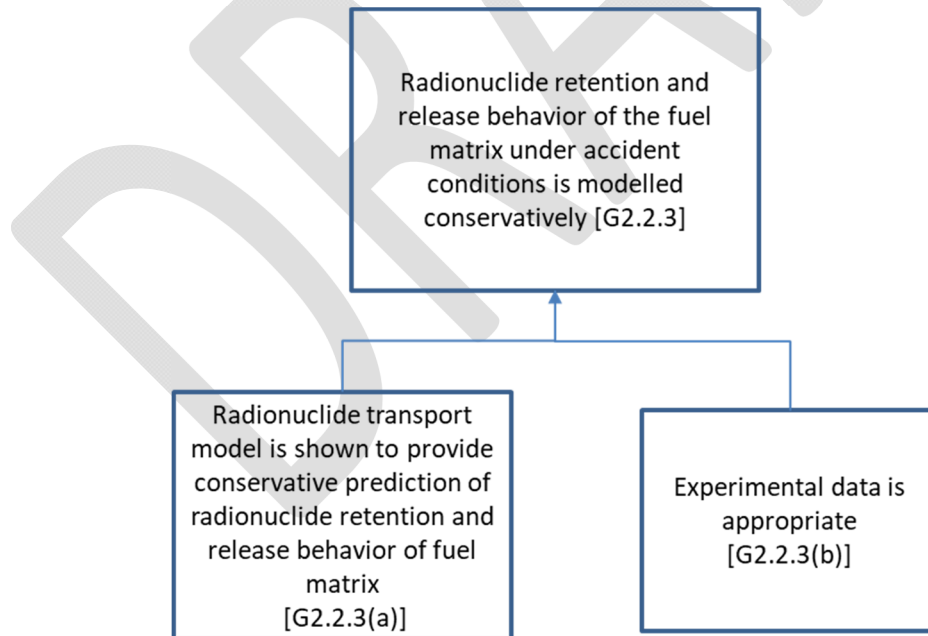 Radionuclide retention and
release behavior of the fuel
matrix under accident
conditions is modelled
conservatively [G2.2.3]
Radionuclide transport
model is shown to provide
conservative prediction of
radionuclide retention and
release behavior of fuel
matrix
[G2.2.3(a)]
Experimental data is
appropriate
[G2.2.3(b)]